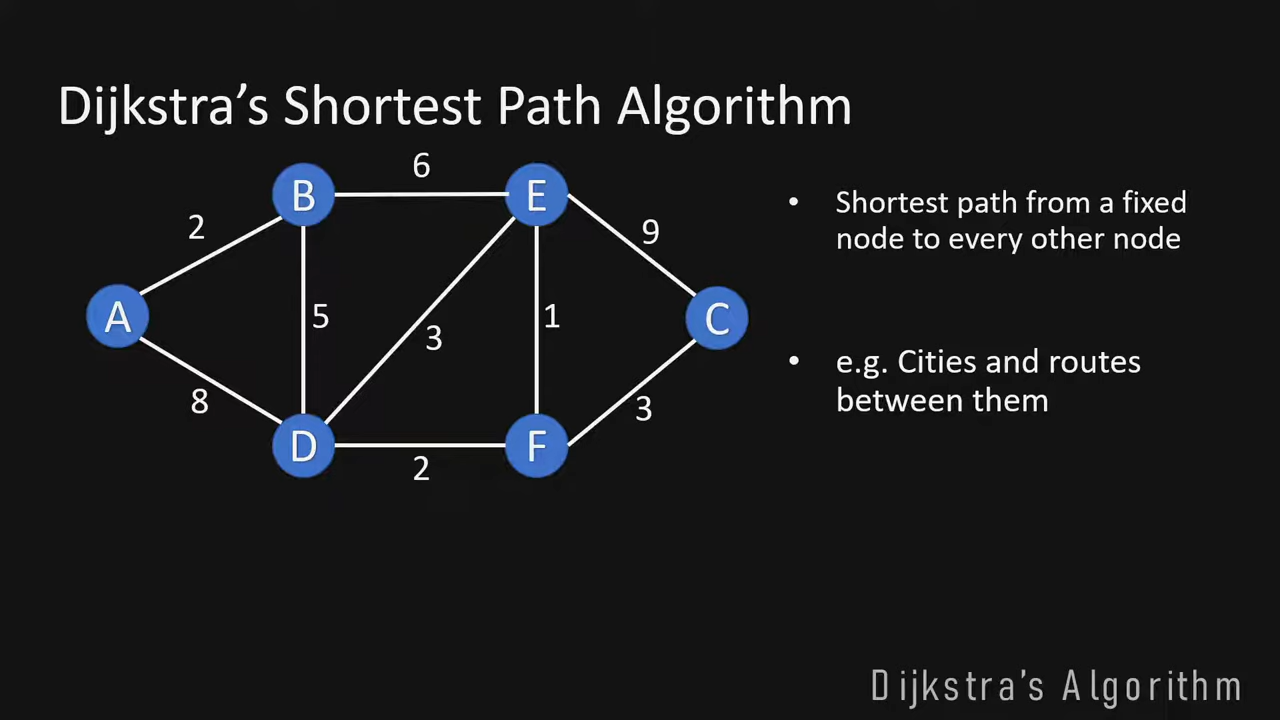 Dijkstra’s Shortest Path Algorithm
6
B
E
2
9
• Shortest path from a fixed
node to every other node
A
5
3
1
C
8
3
• e.g. Cities and routes
between them
D
F
2
Dijkstra’s Algorithm